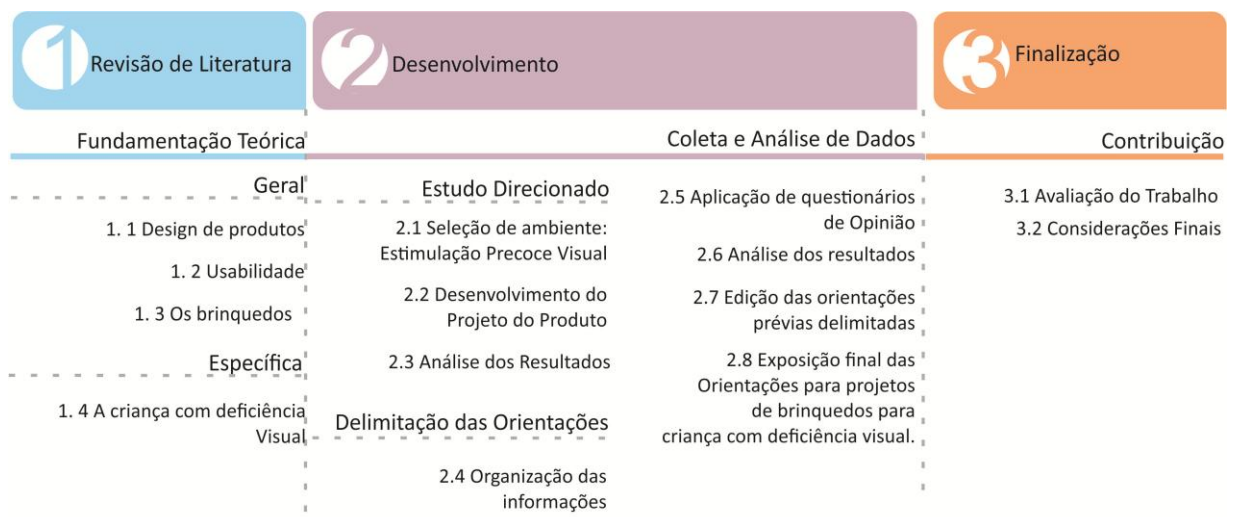 1 Revisão de Literatura
Fundamentação Teórica
Geral
1. 1 Design de produtos
1. 2 Usabilidade
1. 3 Os brinquedos
Específica
1. 4 A criança com deficiência
Visual
2 Desenvolvimento
Estudo Direcionado
2.1 Seleção de ambiente:
Estimulação Precoce Visual
2.2 Desenvolvimento do
Projeto do Produto
2.3 Análise dos Resultados
Delimitação das Orientações
2.4 Organização das
informações
Coleta e Análise de Dados
2.5 Aplicação de questionários
de Opinião
2.6 Análise dos resultados
2.7 Edição das orientações
prévias delimitadas
2.8 Exposição final das
Orientações para projetos
de brinquedos para
criança com deficiência visual.
3 Finalização
Contribuição
3.1 Avaliação do Trabalho
3.2 Considerações Finais